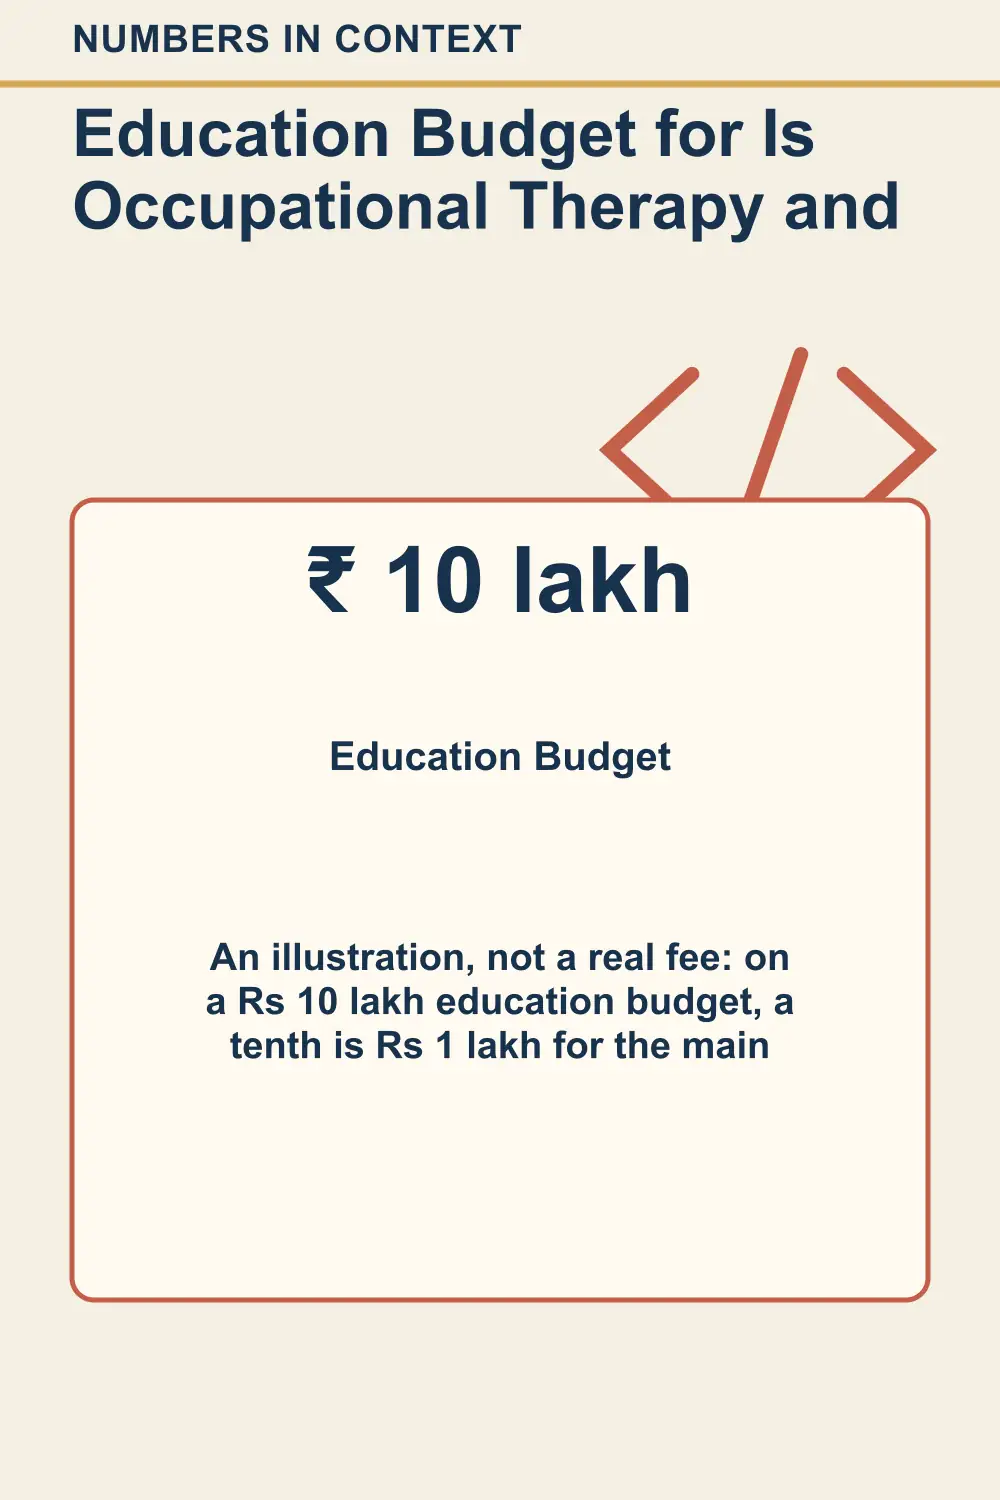 NUMBERS IN CONTEXT
Education Budget for Is
Occupational Therapy and
₹ 10 lakh
Education Budget
An illustration, not a real fee: on
a Rs 10 lakh education budget, a
tenth is Rs 1 lakh for the main